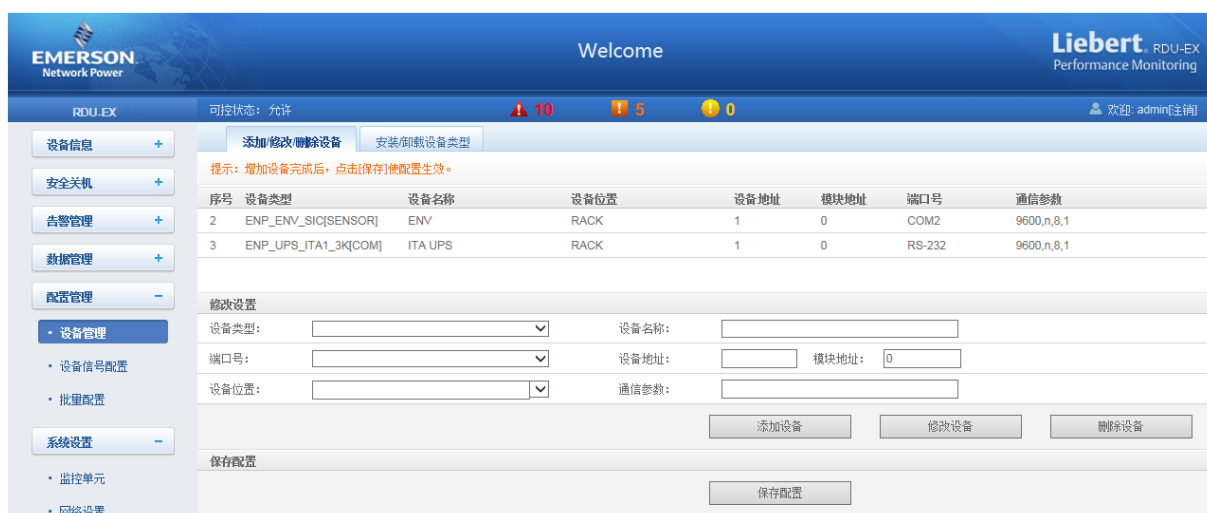 EMERSON
Network Power
Welcome
Liebert RDU-EX
Performance Monitoring
RDU-EX
可控状态：允许
10
5
0
欢迎: admin[注销]
设备信息
安全关机
告警管理
数据管理
配置管理
设备管理
设备信号配置
批量配置
系统设置
监控单元
网络设置
添加/修改/删除设备 安装/卸载设备类型
提示：增加设备完成后，点击[保存]使配置生效。
序号 设备类型 设备名称 设备位置 设备地址 模块地址 端口号 通信参数
2 ENP_ENV_SIC[SENSOR] ENV RACK 1 0 COM2 9600,n,8,1
3 ENP_UPS_ITA1_3K[COM] ITA UPS RACK 1 0 RS-232 9600,n,8,1
修改设置
设备类型： 设备名称：
端口号： 设备地址： 模块地址： 0
设备位置： 通信参数：
添加设备 修改设备 删除设备
保存配置
保存配置